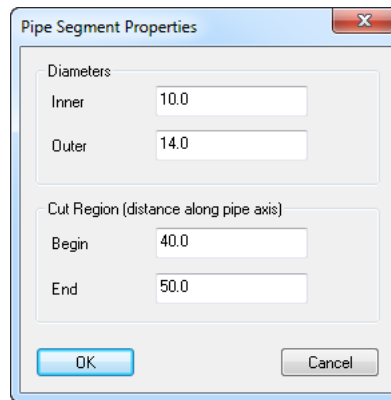 Pipe Segment Properties
Diameters
Inner 10.0
Outer 14.0
Cut Region (distance along pipe axis)
Begin 40.0
End 50.0
OK Cancel